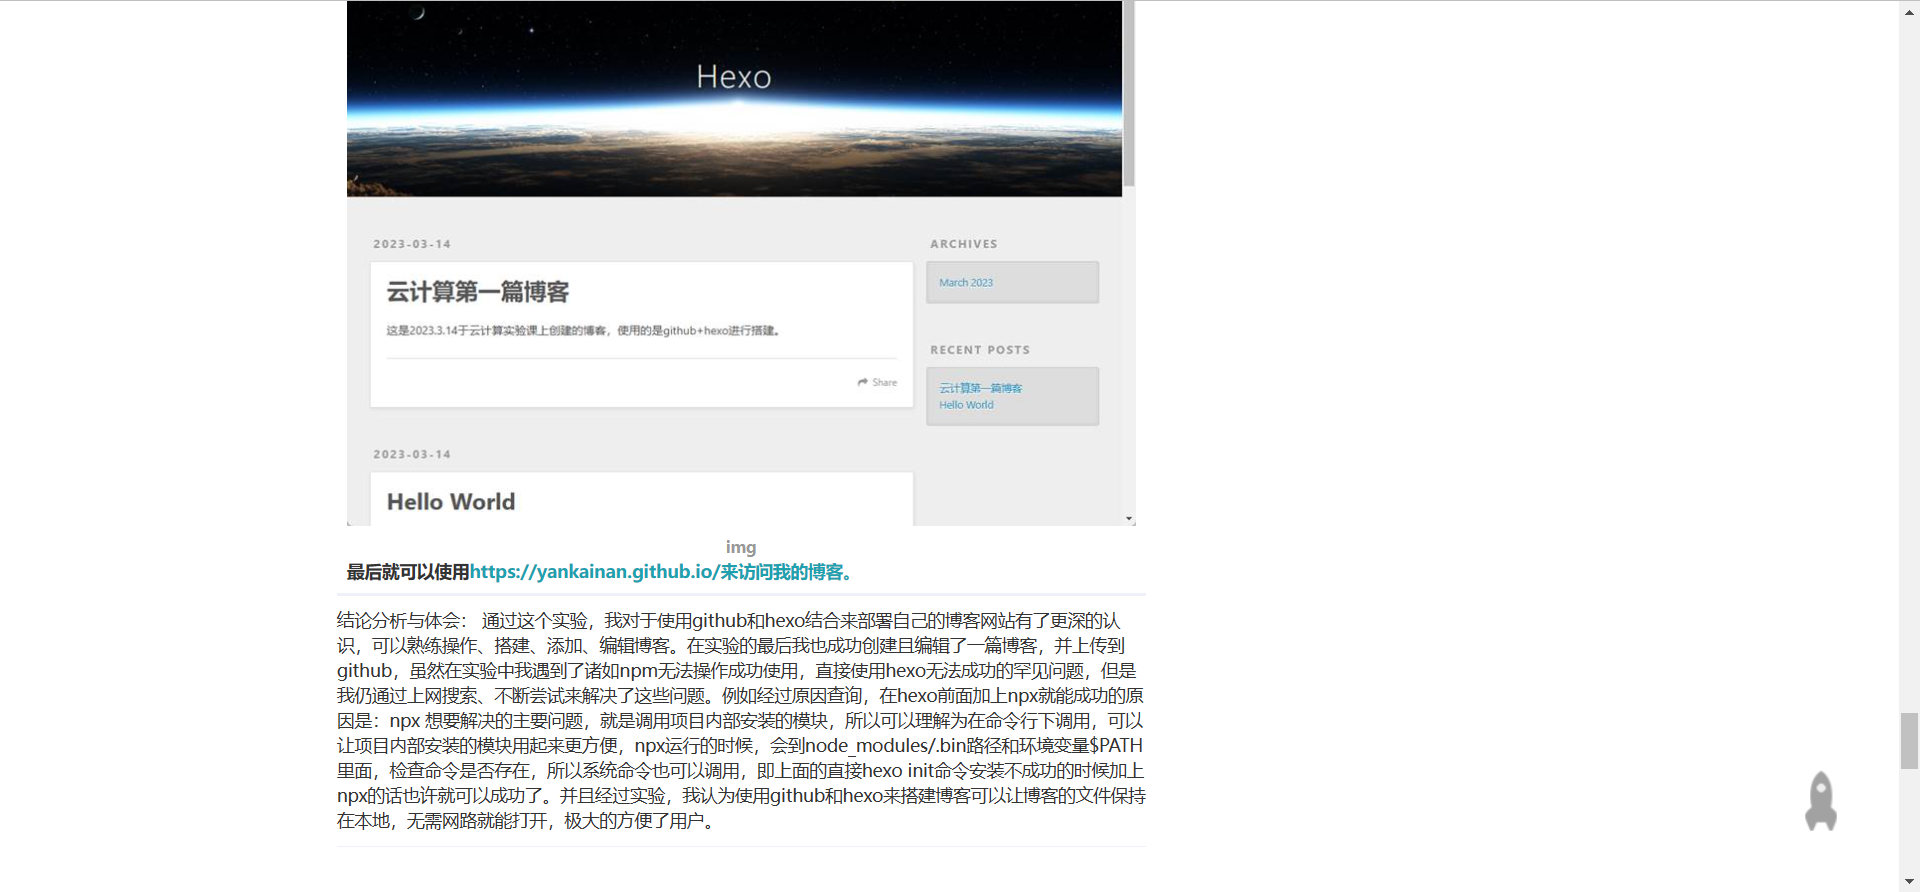 Hexo
2023-03-14
云计算第一篇博客
这是2023.3.14于云计算实验课上创建的博客，使用的是github+hexo进行搭建。
Share
2023-03-14
Hello World
ARCHIVES
March 2023
RECENT POSTS
云计算第一篇博客
Hello World
img
最后就可以使用https://yankainan.github.io/来访问我的博客。
结论分析与体会： 通过这个实验，我对于使用github和hexo结合来部署自己的博客网站有了更深的认
识，可以熟练操作、搭建、添加、编辑博客。在实验的最后我也成功创建且编辑了一篇博客，并上传到
github，虽然在实验中我遇到了诸如npm无法操作成功使用，直接使用hexo无法成功的罕见问题，但是
我仍通过上网搜索、不断尝试来解决了这些问题。例如经过原因查询，在hexo前面加上npx就能成功的原
因是：npx 想要解决的主要问题，就是调用项目内部安装的模块，所以可以理解为在命令行下调用，可以
让项目内部安装的模块用起来更方便，npx运行的时候，会到node_modules/.bin路径和环境变量$PATH
里面，检查命令是否存在，所以系统命令也可以调用，即上面的直接hexo init命令安装不成功的时候加上
npx的话也许就可以成功了。并且经过实验，我认为使用github和hexo来搭建博客可以让博客的文件保持
在本地，无需网路就能打开，极大的方便了用户。